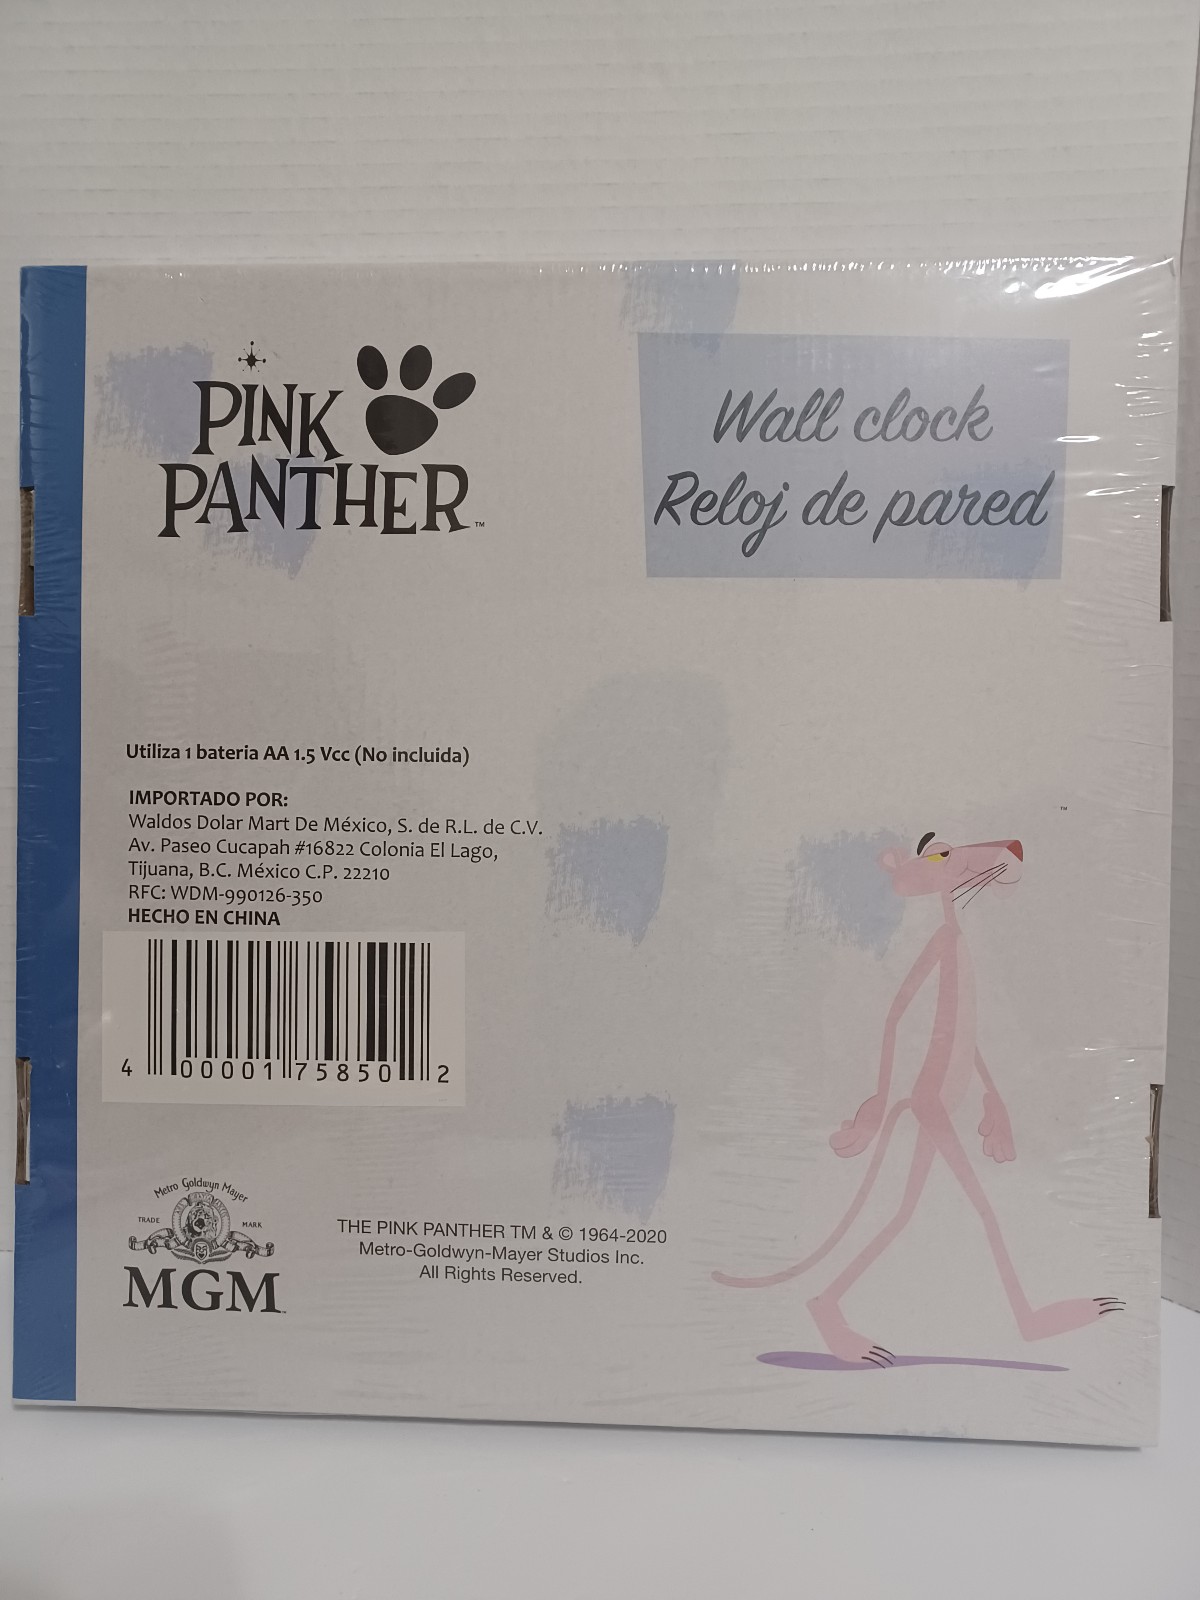 PINK
PANTHER™
Wall clock
Reloj de pared
Utiliza 1 bateria AA 1.5 Vcc (No incluida)
IMPORTADO POR:
Waldos Dolar Mart De México, S. de R.L. de C.V.
Av. Paseo Cucapah #16822 Colonia El Lago,
Tijuana, B.C. México C.P. 22210
RFC: WDM-990126-350
HECHO EN CHINA
4 00001 75850 2
™
Metro Goldwyn Mayer
TRADE MARK
MGM
THE PINK PANTHER TM & © 1964-2020
Metro-Goldwyn-Mayer Studios Inc.
All Rights Reserved.